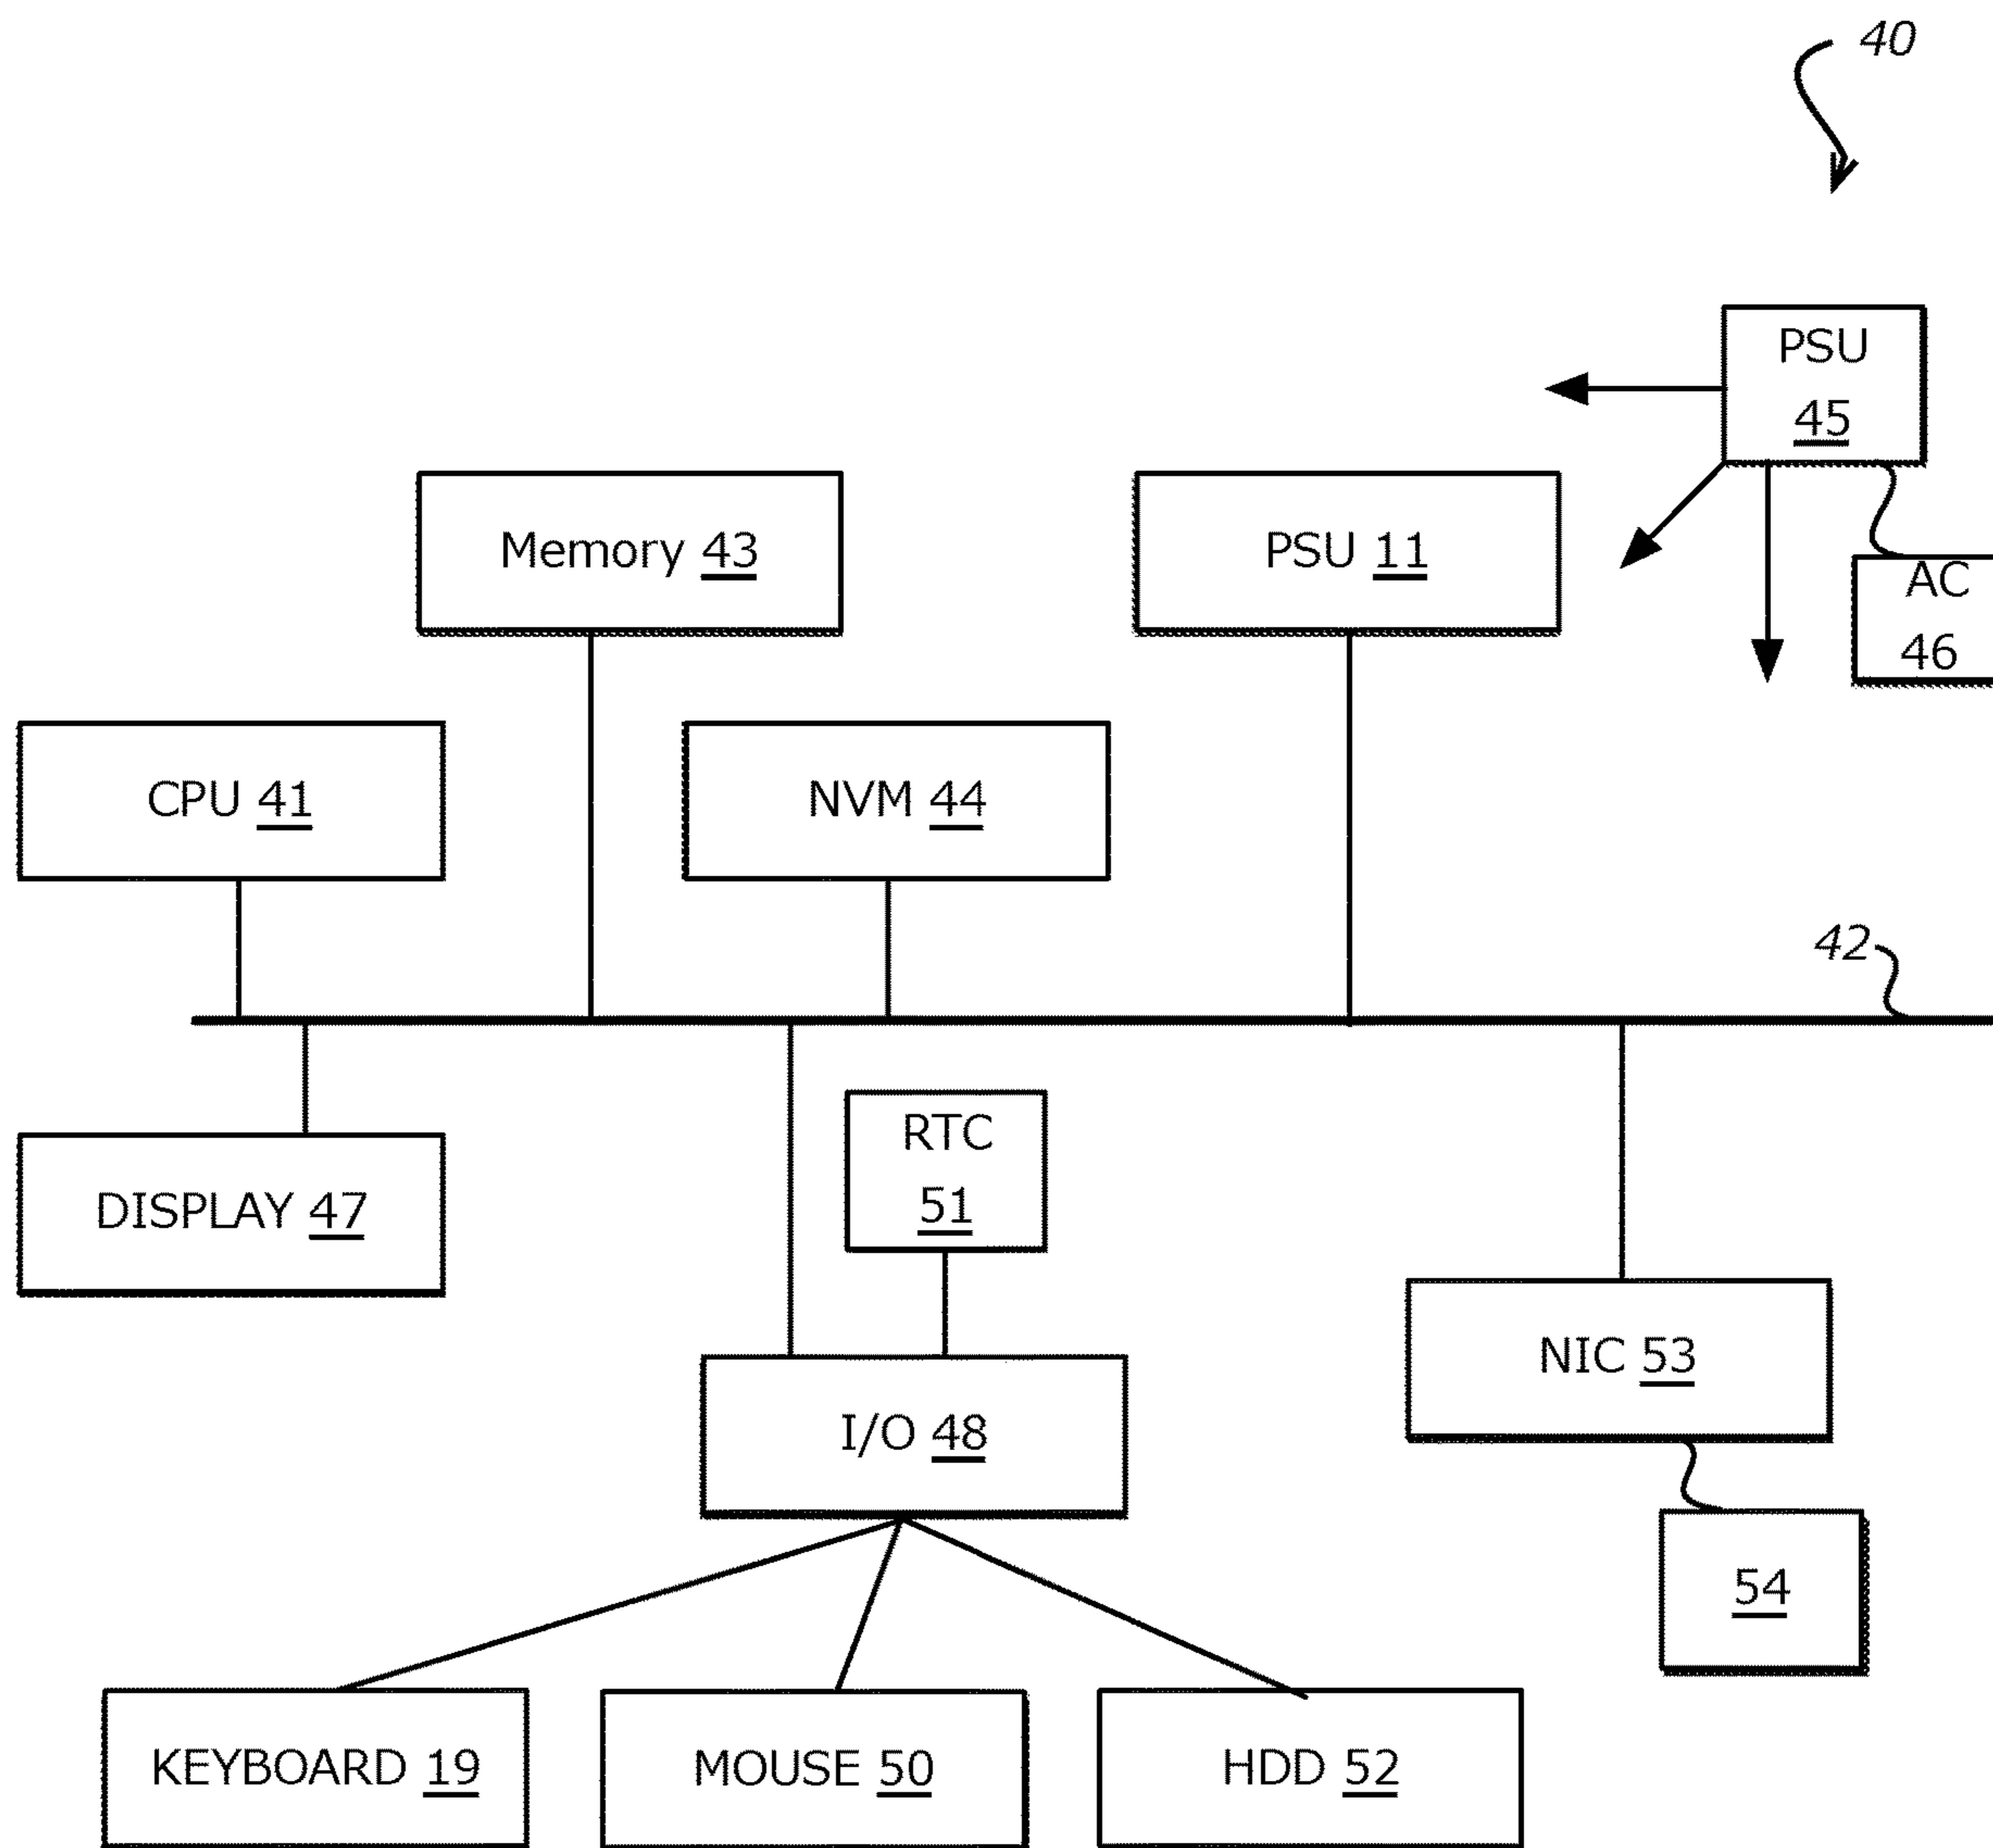 40
PSU
45
Memory 43
PSU 11
AC
46
CPU 41
NVM 44
42
RTC
51
DISPLAY 47
NIC 53
I/O 48
54
KEYBOARD 19
MOUSE 50
HDD 52